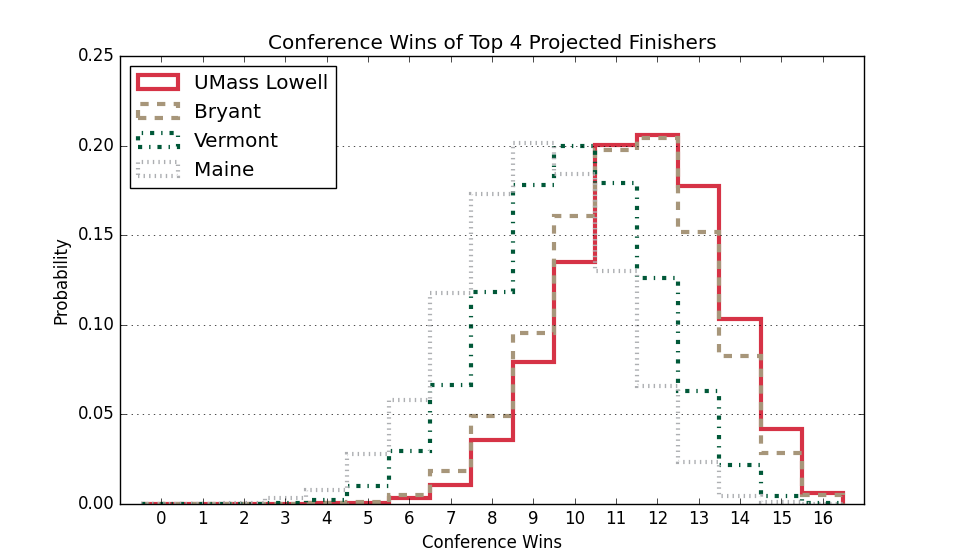 Conference Wins of Top 4 Projected Finishers
UMass Lowell
Bryant
Vermont
Maine
Probability
0.25
0.20
0.15
0.10
0.05
0.00
0 1 2 3 4 5 6 7 8 9 10 11 12 13 14 15 16
Conference Wins